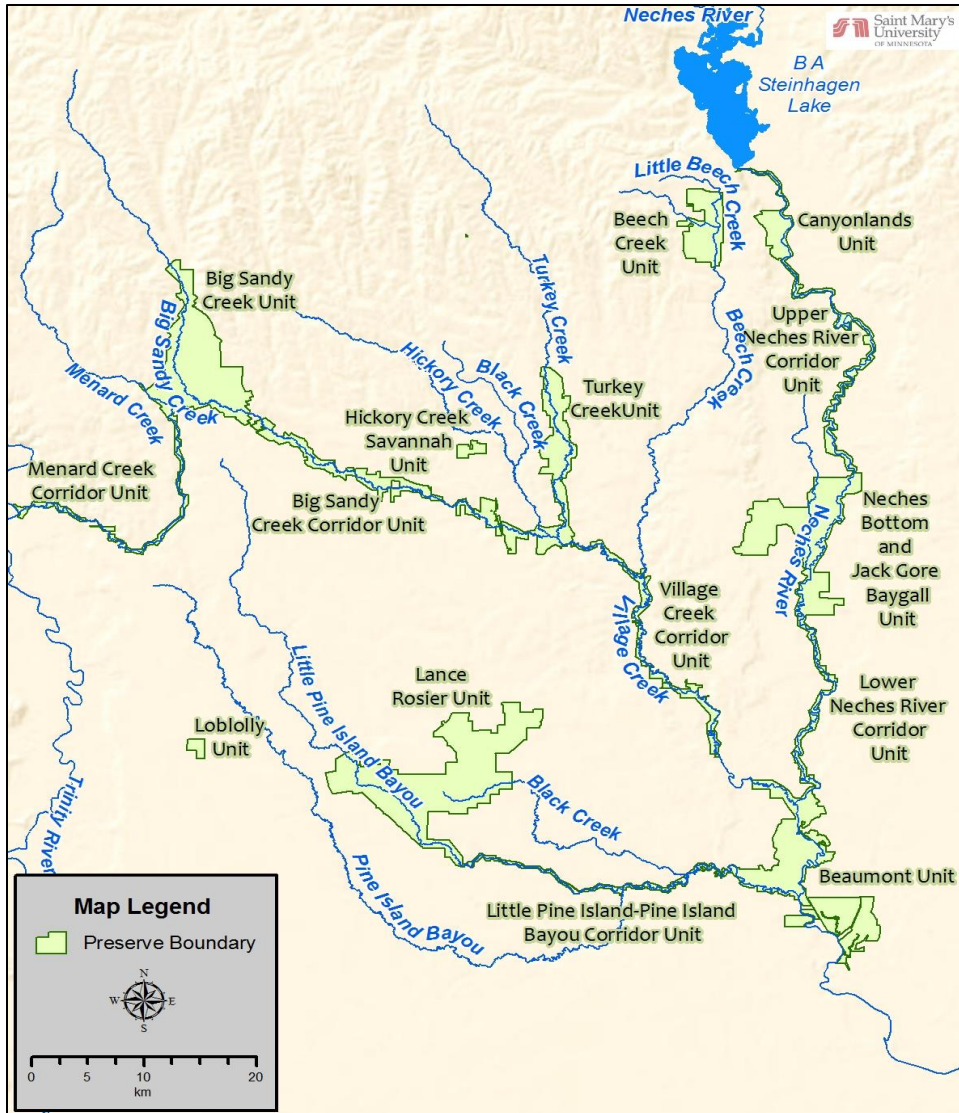 Neches River
Saint Mary's
University
OF MINNESOTA
B A
Steinhagen
Lake
Little Beech Creek
Beech
Creek
Unit
Canyonlands
Unit
Big Sandy
Creek Unit
Turkey Creek
Upper
Neches River
Corridor
Unit
Big Sandy Creek
Beech Creek
Hickory Creek
Black Creek
Menard Creek
Turkey
CreekUnit
Hickory Creek
Savannah
Unit
Menard Creek
Corridor Unit
Big Sandy
Creek Corridor Unit
Neches River
Neches
Bottom
and
Jack Gore
Baygall
Unit
Village
Creek
Corridor
Unit
Village Creek
Little Pine Island Bayou
Lance
Rosier Unit
Lower
Neches River
Corridor
Unit
Loblolly
Unit
Trinity River
Black Creek
Pine Island Bayou
Beaumont Unit
Little Pine Island-Pine Island
Bayou Corridor Unit
Map Legend
Preserve Boundary
N
W E
S
0 5 10 20
km